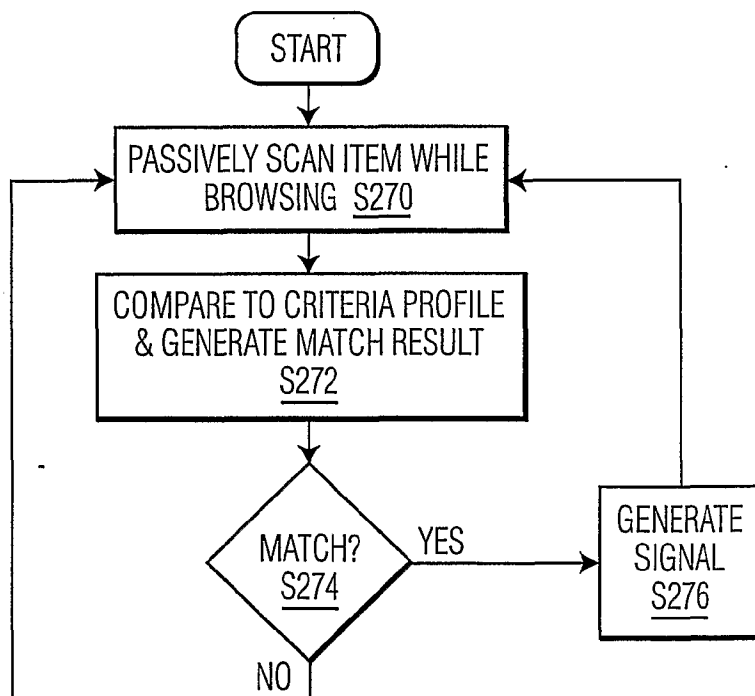 START
PASSIVELY SCAN ITEM WHILE
BROWSING S270
COMPARE TO CRITERIA PROFILE
& GENERATE MATCH RESULT
S272
MATCH?
S274
YES
GENERATE
SIGNAL
S276
NO